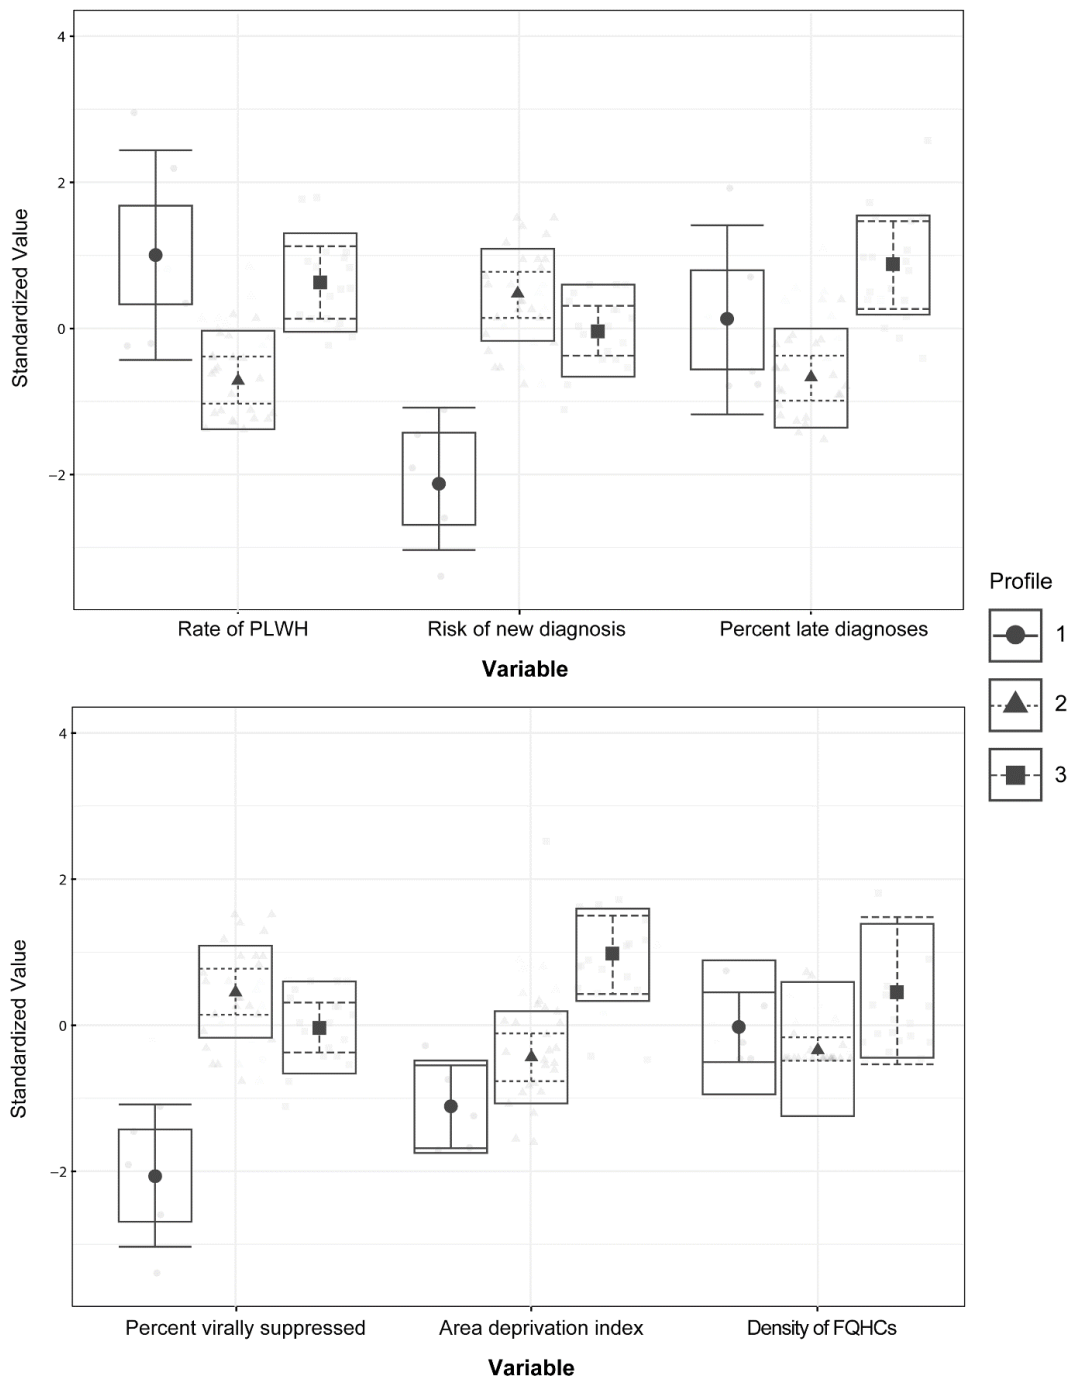 4
2
0
−2
Standardized Value
Rate of PLWH Risk of new diagnosis Percent late diagnoses
Variable
Profile
1
2
3
4
2
0
−2
Standardized Value
Percent virally suppressed Area deprivation index Density of FQHCs
Variable